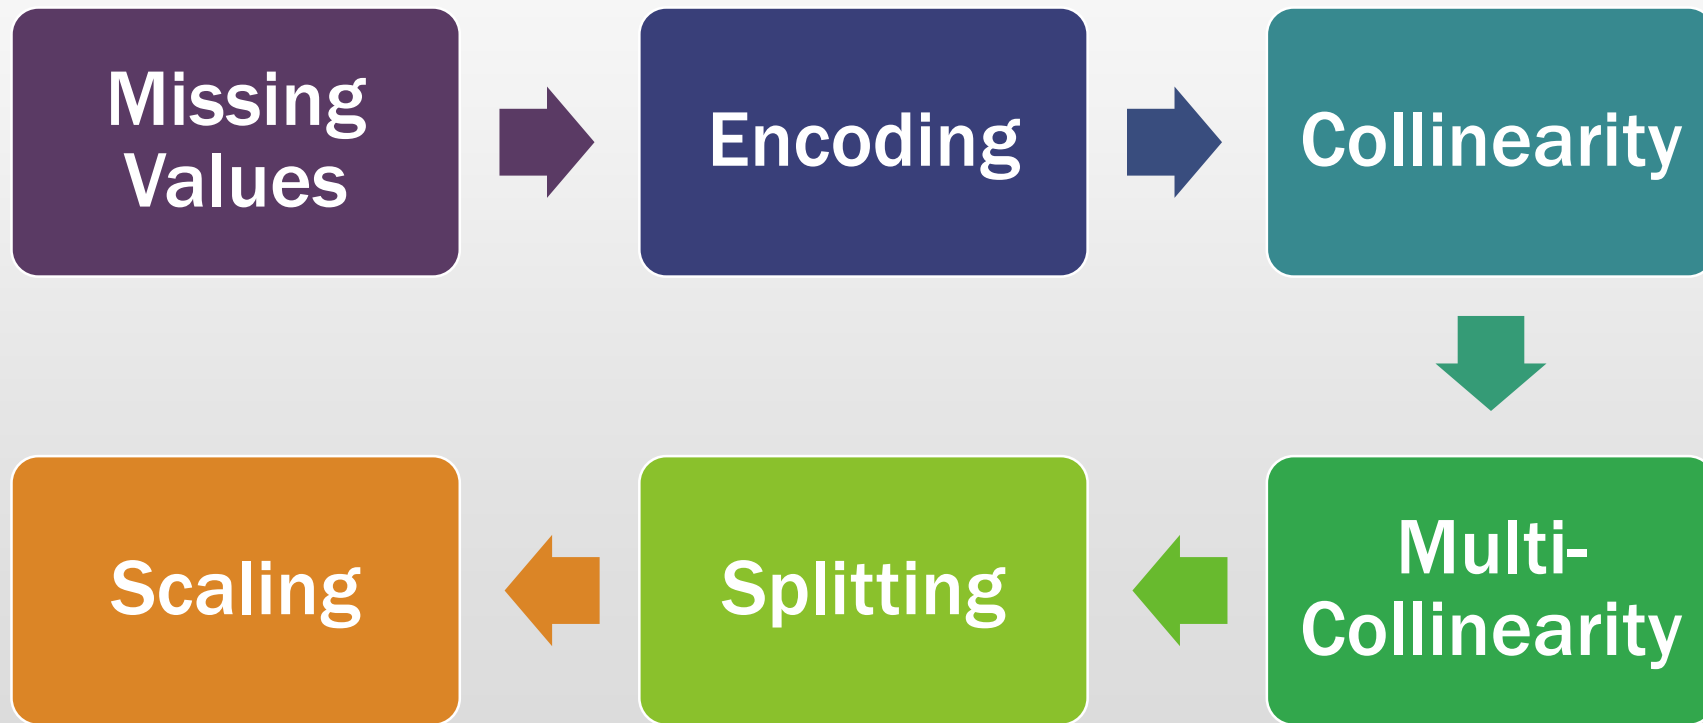 Missing
Values
Encoding
Collinearity
Multi-
Collinearity
Splitting
Scaling